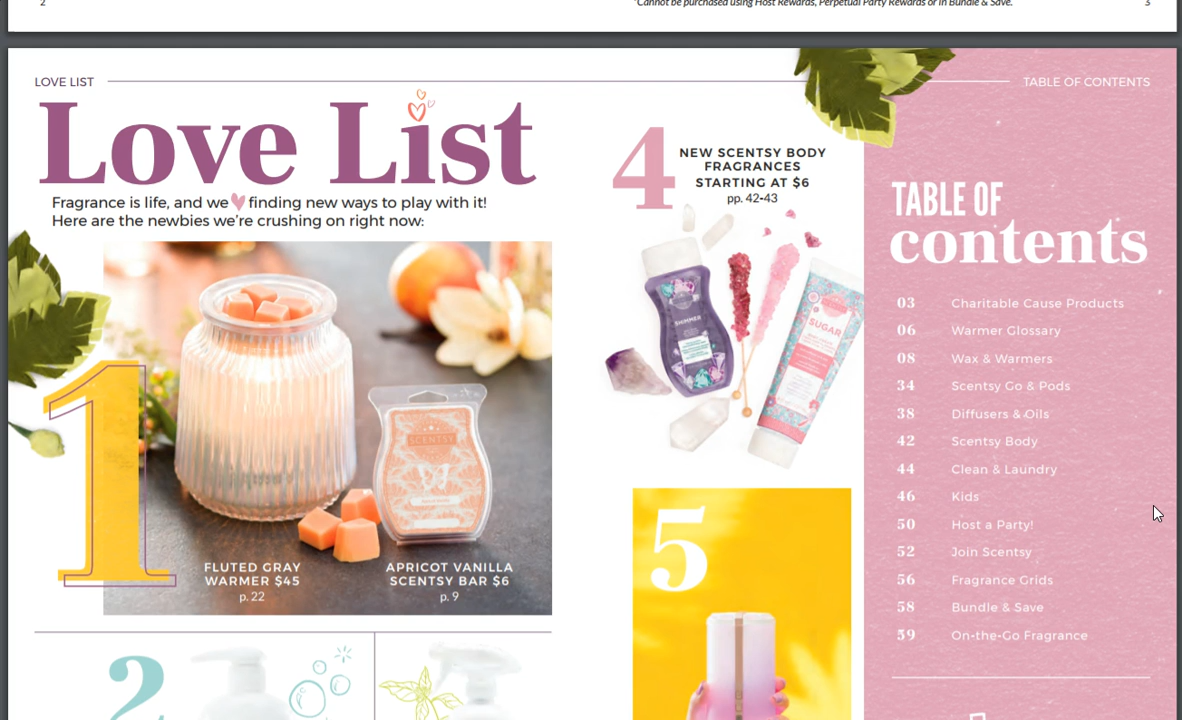 2
*Cannot be purchased using Host Rewards, Perpetual Party Rewards or in Bundle & Save.
3
LOVE LIST
TABLE OF CONTENTS
Love List
Fragrance is life, and we finding new ways to play with it!
Here are the newbies we're crushing on right now:
1
SCENTSY
FLUTED GRAY
WARMER $45
p. 22
APRICOT VANILLA
SCENTSY BAR $6
p. 9
2
4
NEW SCENTSY BODY
FRAGRANCES
STARTING AT $6
pp. 42-43
SHIMMER
SUGAR
5
TABLE OF
contents
03 Charitable Cause Products
06 Warmer Glossary
08 Wax & Warmers
34 Scentsy Go & Pods
38 Diffusers & Oils
42 Scentsy Body
44 Clean & Laundry
46 Kids
50 Host a Party!
52 Join Scentsy
56 Fragrance Grids
58 Bundle & Save
59 On-the-Go Fragrance